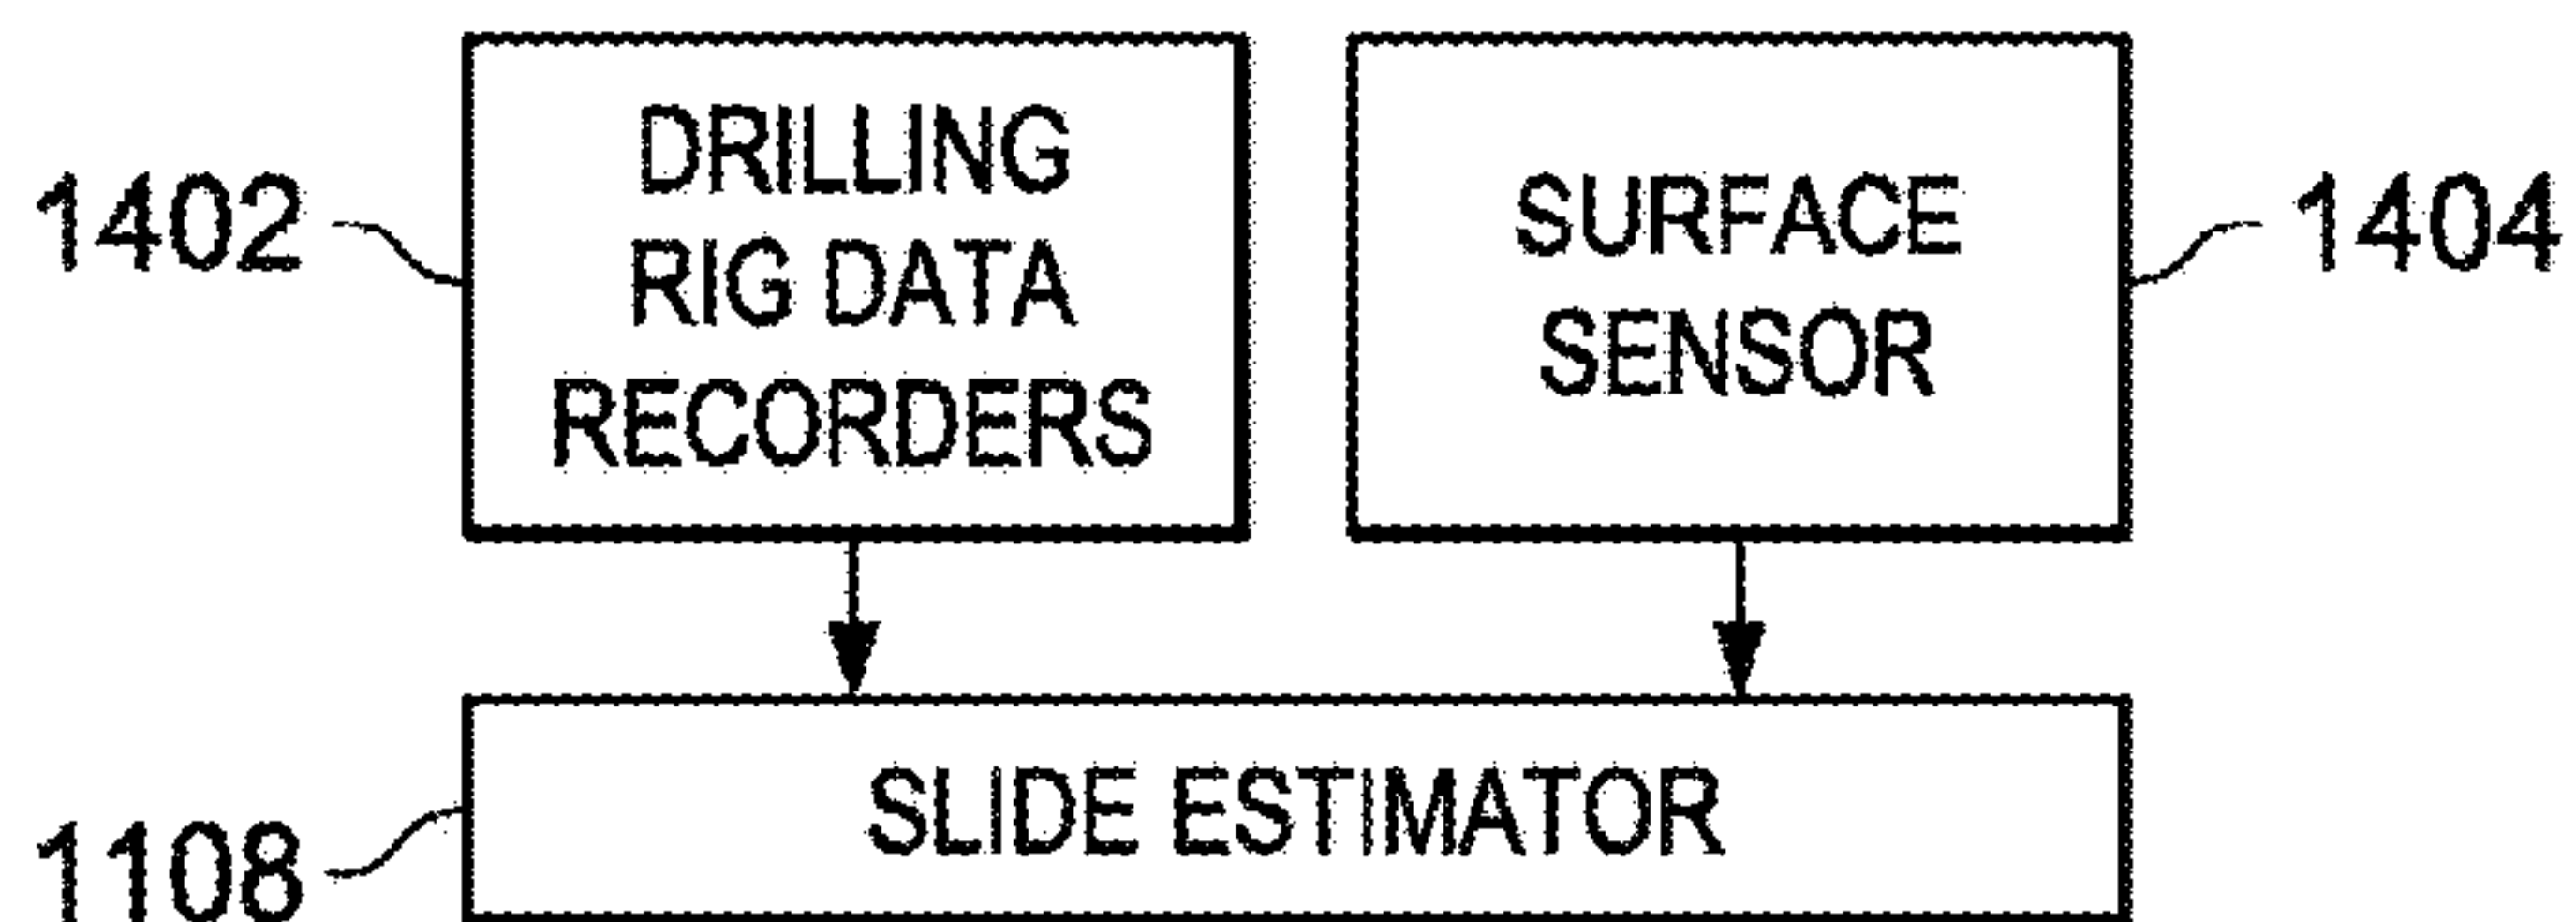 DRILLING
RIG DATA
RECORDERS
1402
SURFACE
SENSOR
1404
SLIDE ESTIMATOR
1108